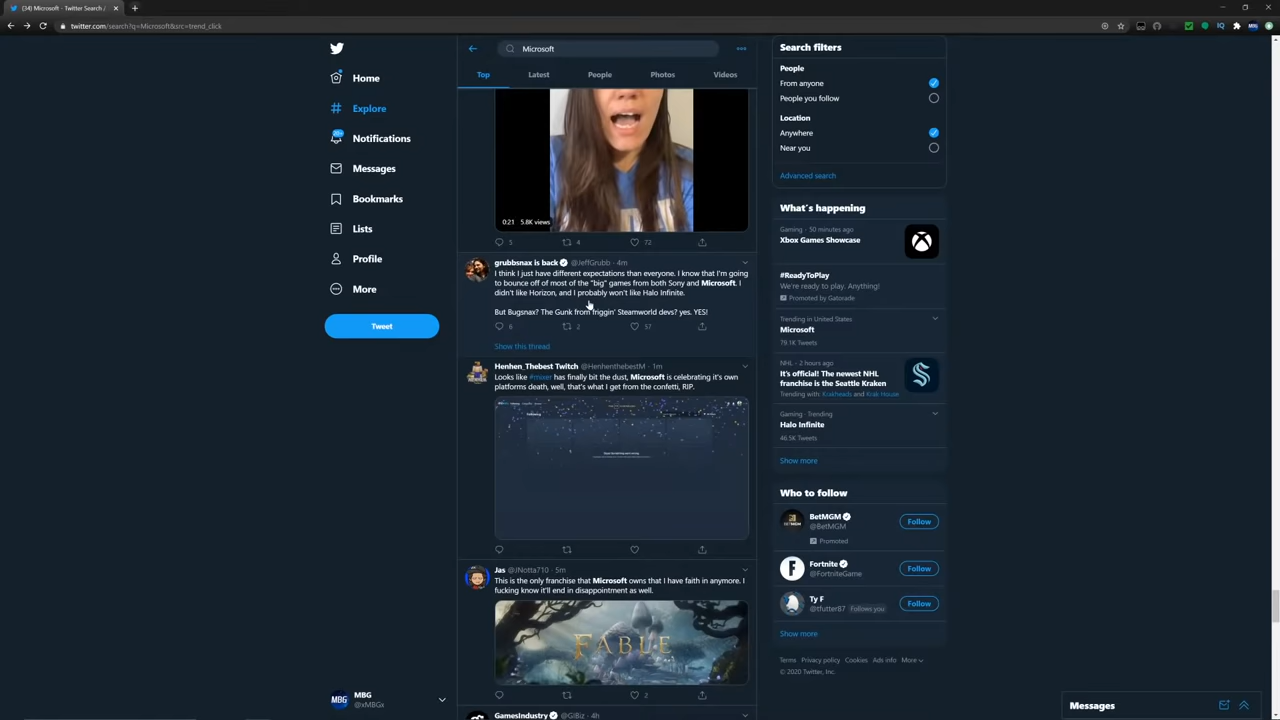 (34) Microsoft - Twitter Search /
twitter.com/search?q=Microsoft&src=trend_click
Home
Explore
Notifications
Messages
Bookmarks
Lists
Profile
More
Tweet
MBG
MBG
@xMBGx
Microsoft
Top
Latest
People
Photos
Videos
0:21 5.8K views
5
4
72
grubbsnax is back @JeffGrubb · 4m
I think I just have different expectations than everyone. I know that I'm going
to bounce off of most of the "big" games from both Sony and Microsoft. I
didn't like Horizon, and I probably won't like Halo Infinite.
But Bugsnax? The Gunk from friggin' Steamworld devs? yes. YES!
6
2
57
Show this thread
Henhen_Thebest Twitch @HenhenthebestM · 1m
Looks like #mixer has finally bit the dust, Microsoft is celebrating it's own
platforms death, well, that's what I get from the confetti, RIP.
Jas @JNotta710 · 5m
This is the only franchise that Microsoft owns that I have faith in anymore. I
fucking know it'll end in disappointment as well.
FABLE
2
GamesIndustry @GIBiz · 4h
Search filters
People
From anyone
People you follow
Location
Anywhere
Near you
Advanced search
What's happening
Gaming · 50 minutes ago
Xbox Games Showcase
#ReadyToPlay
We're ready to play. Anything!
Promoted by Gatorade
Trending in United States
Microsoft
79.1K Tweets
NHL · 2 hours ago
It's official! The newest NHL
franchise is the Seattle Kraken
Trending with: Krakheads and Krak House
Gaming · Trending
Halo Infinite
46.5K Tweets
Show more
Who to follow
BetMGM
@BetMGM
Follow
Promoted
Fortnite
@FortniteGame
Follow
Ty F
@tfutter87 Follows you
Follow
Show more
Terms Privacy policy Cookies Ads info More
© 2020 Twitter, Inc.
Messages